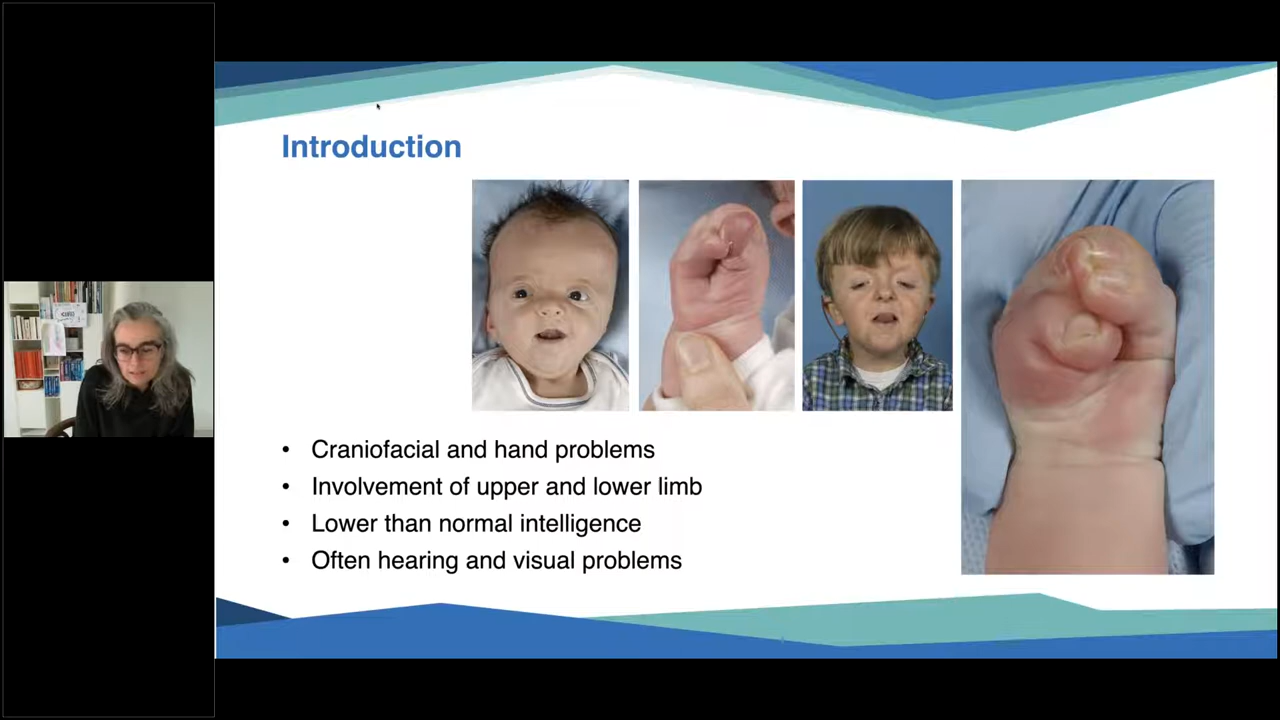 Introduction
• Craniofacial and hand problems
• Involvement of upper and lower limb
• Lower than normal intelligence
• Often hearing and visual problems